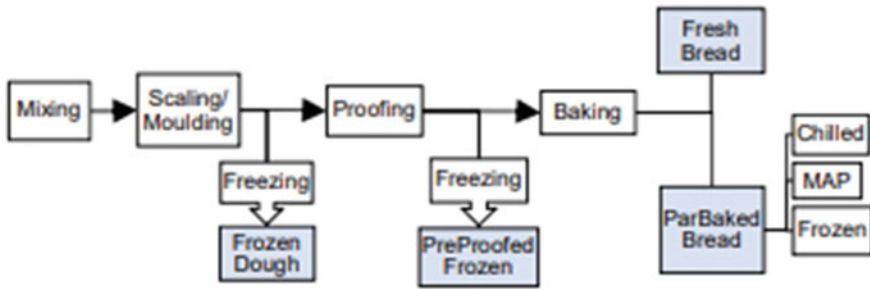 Fresh
Bread
Mixing
Scaling/
Moulding
Proofing
Baking
Chilled
Freezing
Freezing
MAP
ParBaked
Bread
Frozen
Frozen
Dough
PreProofed
Frozen